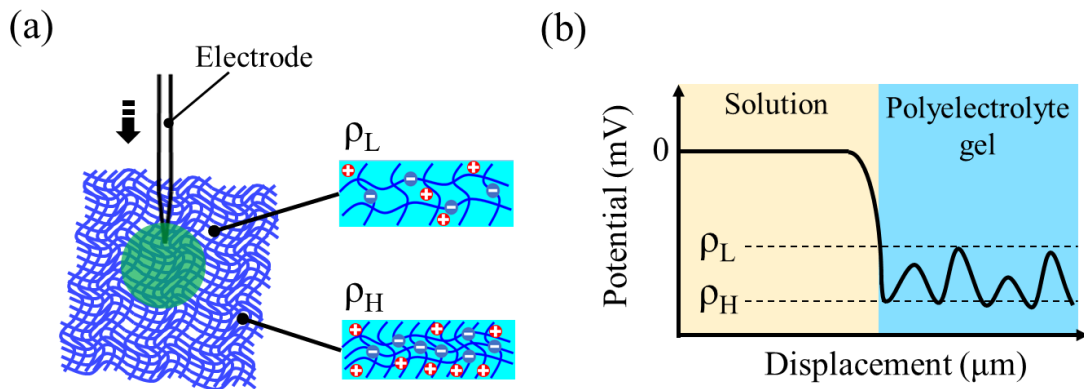 (a)
Electrode
ρL
+
+
−
+
−
−
+
ρH
+
+
+
−
−
−
−
−
−
−
+
+
+
+
+
(b)
Solution
Polyelectrolyte
gel
0
ρL
ρH
Potential (mV)
Displacement (μm)